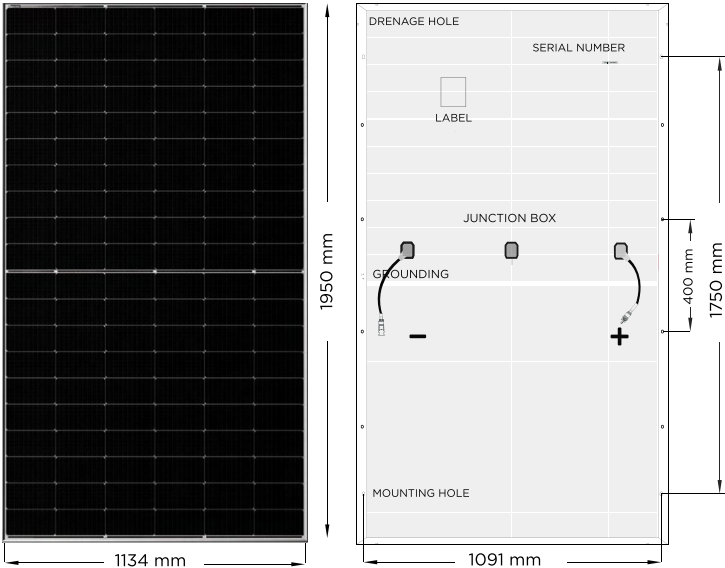 DRENAGE HOLE
SERIAL NUMBER
LABEL
JUNCTION BOX
GROUNDING
1950 mm
400 mm
1750 mm
− +
MOUNTING HOLE
1134 mm
1091 mm